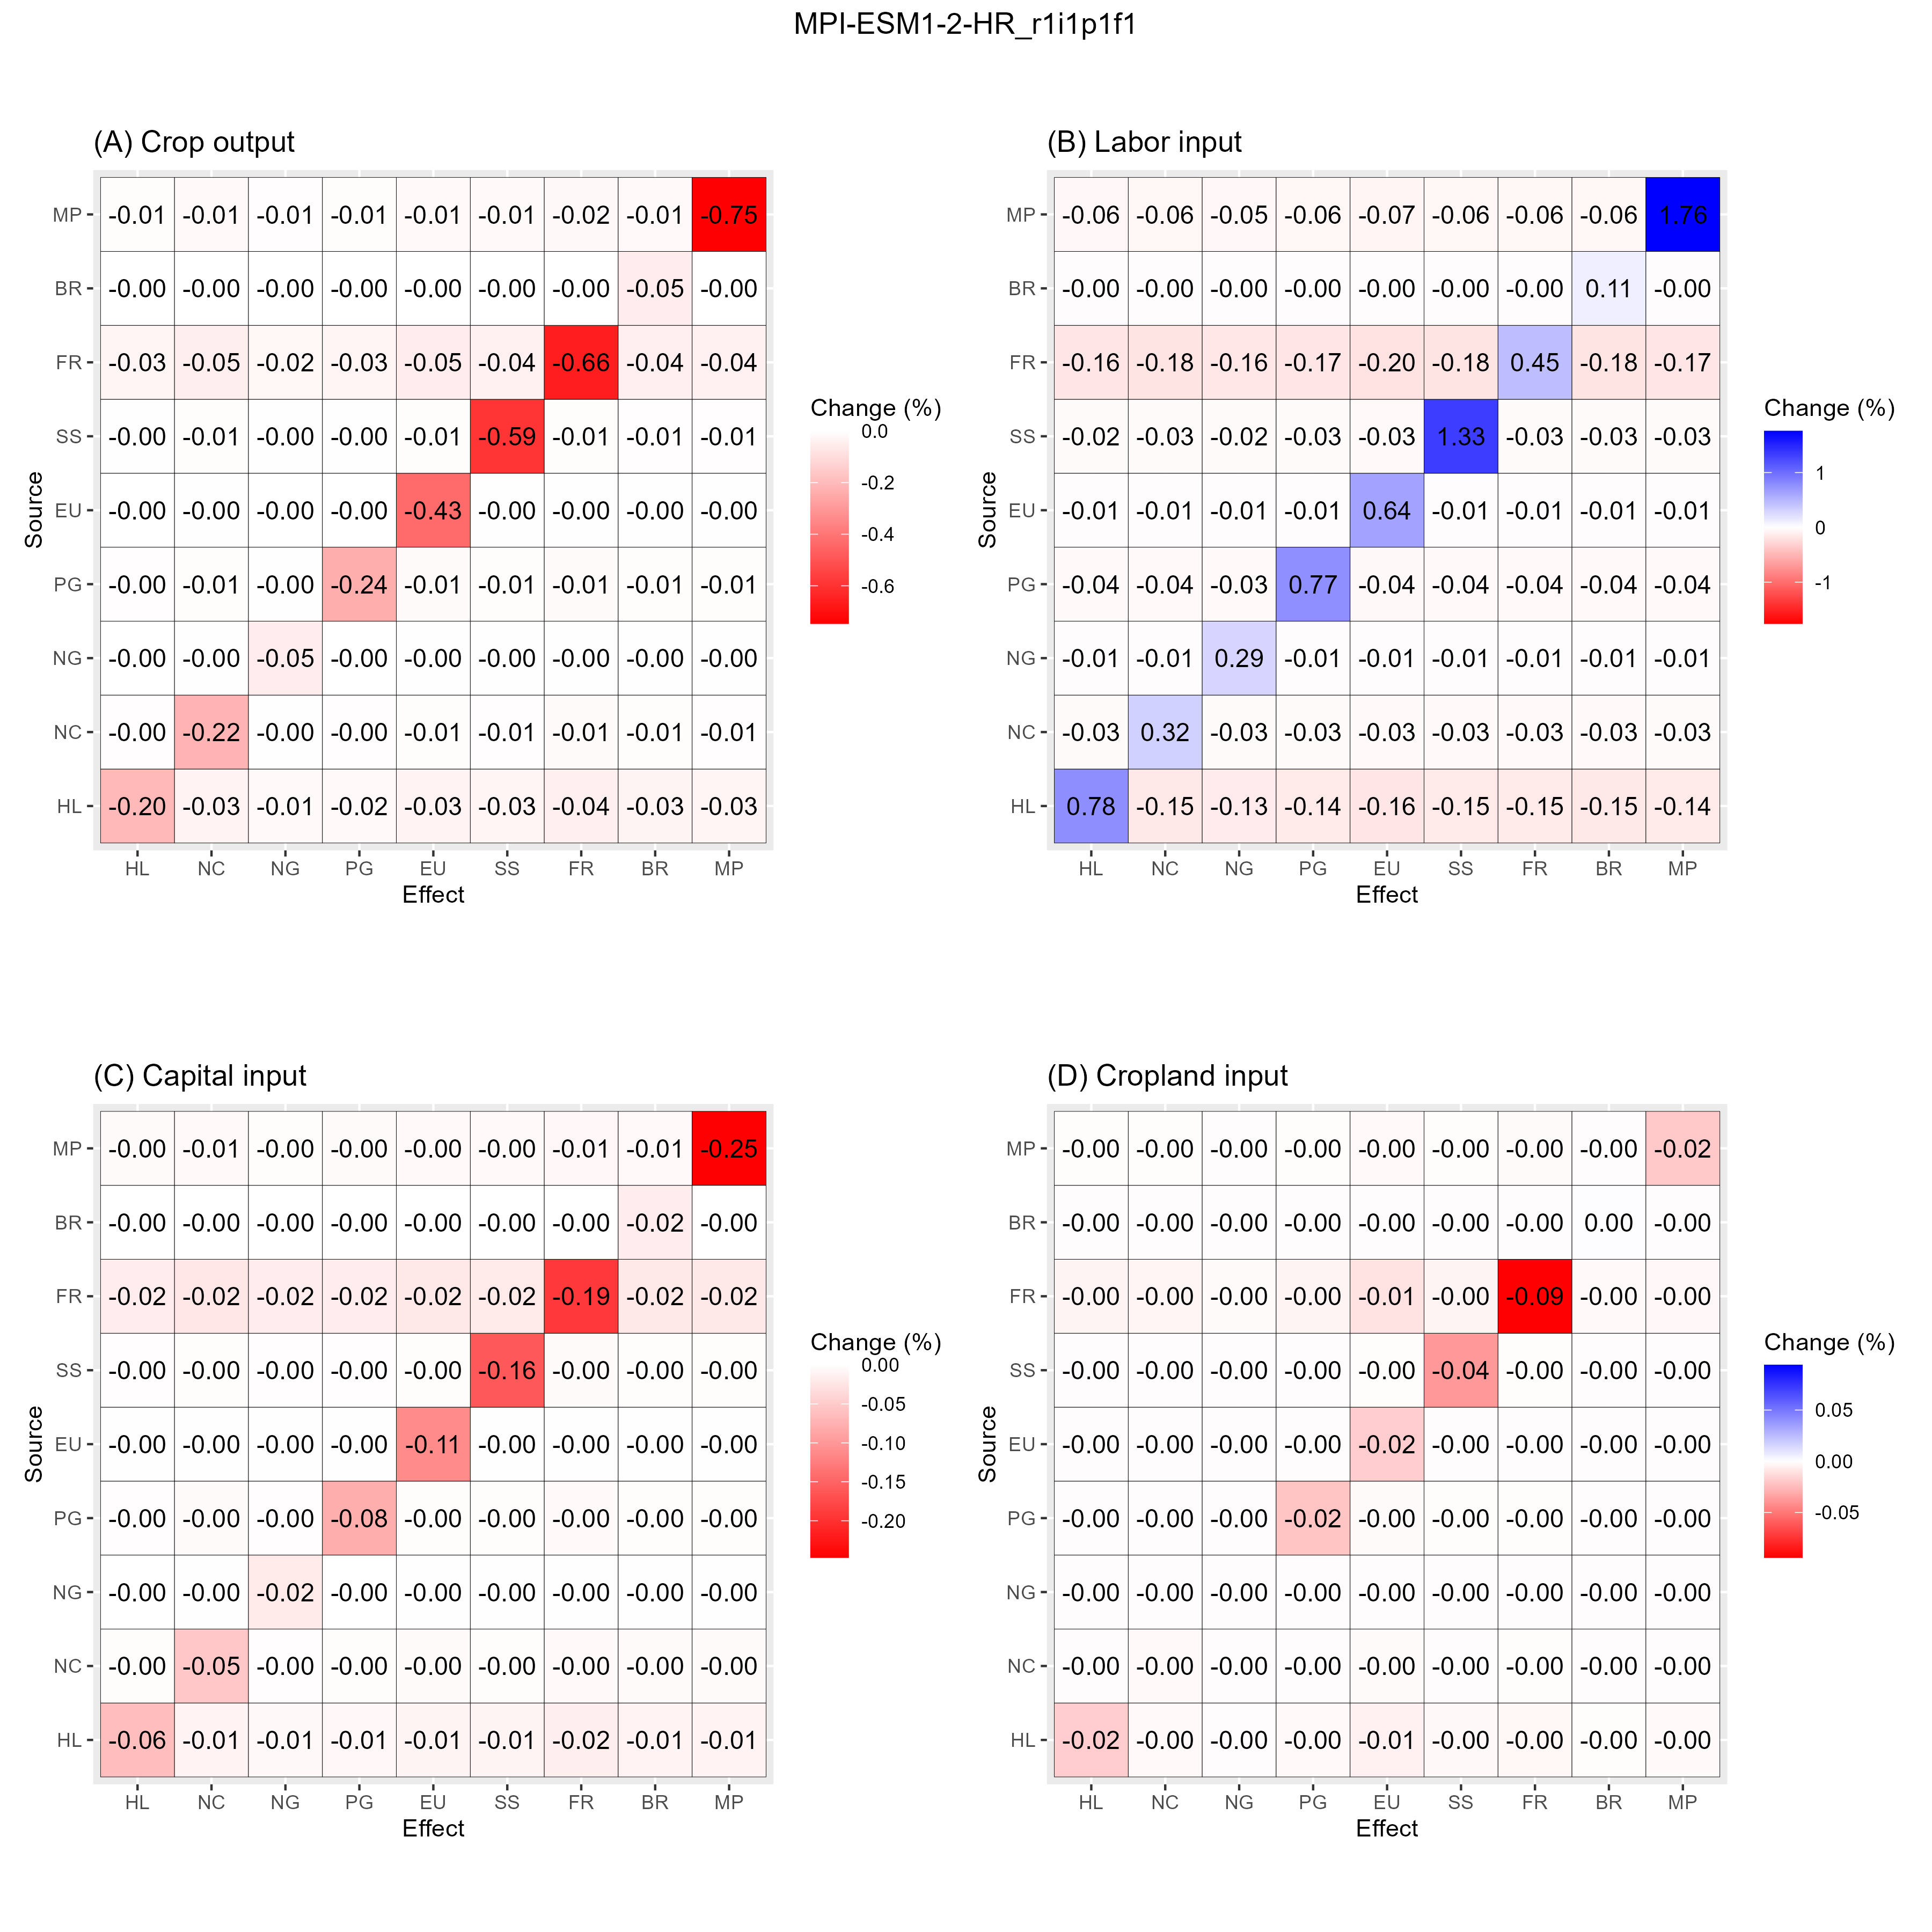 MPI-ESM1-2-HR_r1i1p1f1
(A) Crop output
MP -0.01 -0.01 -0.01 -0.01 -0.01 -0.01 -0.02 -0.01 -0.75
BR -0.00 -0.00 -0.00 -0.00 -0.00 -0.00 -0.00 -0.05 -0.00
FR -0.03 -0.05 -0.02 -0.03 -0.05 -0.04 -0.66 -0.04 -0.04
SS -0.00 -0.01 -0.00 -0.00 -0.01 -0.59 -0.01 -0.01 -0.01
EU -0.00 -0.00 -0.00 -0.00 -0.43 -0.00 -0.00 -0.00 -0.00
PG -0.00 -0.01 -0.00 -0.24 -0.01 -0.01 -0.01 -0.01 -0.01
NG -0.00 -0.00 -0.05 -0.00 -0.00 -0.00 -0.00 -0.00 -0.00
NC -0.00 -0.22 -0.00 -0.00 -0.01 -0.01 -0.01 -0.01 -0.01
HL -0.20 -0.03 -0.01 -0.02 -0.03 -0.03 -0.04 -0.03 -0.03
HL NC NG PG EU SS FR BR MP
Effect
Source
Change (%)
0.0
-0.2
-0.4
-0.6
(B) Labor input
MP -0.06 -0.06 -0.05 -0.06 -0.07 -0.06 -0.06 -0.06 1.76
BR -0.00 -0.00 -0.00 -0.00 -0.00 -0.00 -0.00 0.11 -0.00
FR -0.16 -0.18 -0.16 -0.17 -0.20 -0.18 0.45 -0.18 -0.17
SS -0.02 -0.03 -0.02 -0.03 -0.03 1.33 -0.03 -0.03 -0.03
EU -0.01 -0.01 -0.01 -0.01 0.64 -0.01 -0.01 -0.01 -0.01
PG -0.04 -0.04 -0.03 0.77 -0.04 -0.04 -0.04 -0.04 -0.04
NG -0.01 -0.01 0.29 -0.01 -0.01 -0.01 -0.01 -0.01 -0.01
NC -0.03 0.32 -0.03 -0.03 -0.03 -0.03 -0.03 -0.03 -0.03
HL 0.78 -0.15 -0.13 -0.14 -0.16 -0.15 -0.15 -0.15 -0.14
HL NC NG PG EU SS FR BR MP
Effect
Source
Change (%)
1
0
-1
(C) Capital input
MP -0.00 -0.01 -0.00 -0.00 -0.00 -0.00 -0.01 -0.01 -0.25
BR -0.00 -0.00 -0.00 -0.00 -0.00 -0.00 -0.00 -0.02 -0.00
FR -0.02 -0.02 -0.02 -0.02 -0.02 -0.02 -0.19 -0.02 -0.02
SS -0.00 -0.00 -0.00 -0.00 -0.00 -0.16 -0.00 -0.00 -0.00
EU -0.00 -0.00 -0.00 -0.00 -0.11 -0.00 -0.00 -0.00 -0.00
PG -0.00 -0.00 -0.00 -0.08 -0.00 -0.00 -0.00 -0.00 -0.00
NG -0.00 -0.00 -0.02 -0.00 -0.00 -0.00 -0.00 -0.00 -0.00
NC -0.00 -0.05 -0.00 -0.00 -0.00 -0.00 -0.00 -0.00 -0.00
HL -0.06 -0.01 -0.01 -0.01 -0.01 -0.01 -0.02 -0.01 -0.01
HL NC NG PG EU SS FR BR MP
Effect
Source
Change (%)
0.00
-0.05
-0.10
-0.15
-0.20
(D) Cropland input
MP -0.00 -0.00 -0.00 -0.00 -0.00 -0.00 -0.00 -0.00 -0.02
BR -0.00 -0.00 -0.00 -0.00 -0.00 -0.00 -0.00 0.00 -0.00
FR -0.00 -0.00 -0.00 -0.00 -0.01 -0.00 -0.09 -0.00 -0.00
SS -0.00 -0.00 -0.00 -0.00 -0.00 -0.04 -0.00 -0.00 -0.00
EU -0.00 -0.00 -0.00 -0.00 -0.02 -0.00 -0.00 -0.00 -0.00
PG -0.00 -0.00 -0.00 -0.02 -0.00 -0.00 -0.00 -0.00 -0.00
NG -0.00 -0.00 -0.00 -0.00 -0.00 -0.00 -0.00 -0.00 -0.00
NC -0.00 -0.00 -0.00 -0.00 -0.00 -0.00 -0.00 -0.00 -0.00
HL -0.02 -0.00 -0.00 -0.00 -0.01 -0.00 -0.00 -0.00 -0.00
HL NC NG PG EU SS FR BR MP
Effect
Source
Change (%)
0.05
0.00
-0.05